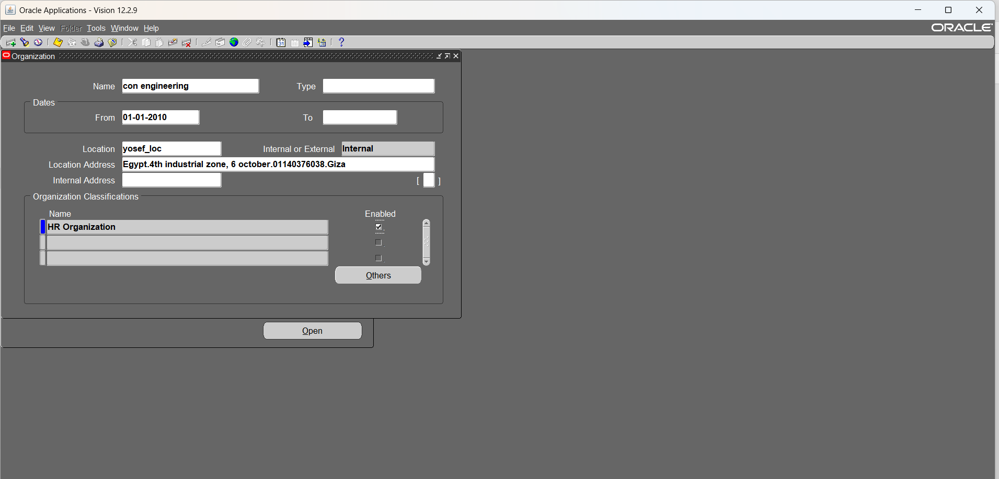 Oracle Applications - Vision 12.2.9
File Edit View Folder Tools Window Help
ORACLE
31
Organization
Name con engineering Type
Dates
From 01-01-2010 To
Location yosef_loc Internal or External Internal
Location Address Egypt.4th industrial zone, 6 october.01140376038.Giza
Internal Address [ ]
Organization Classifications
Name Enabled
HR Organization
Others
Open